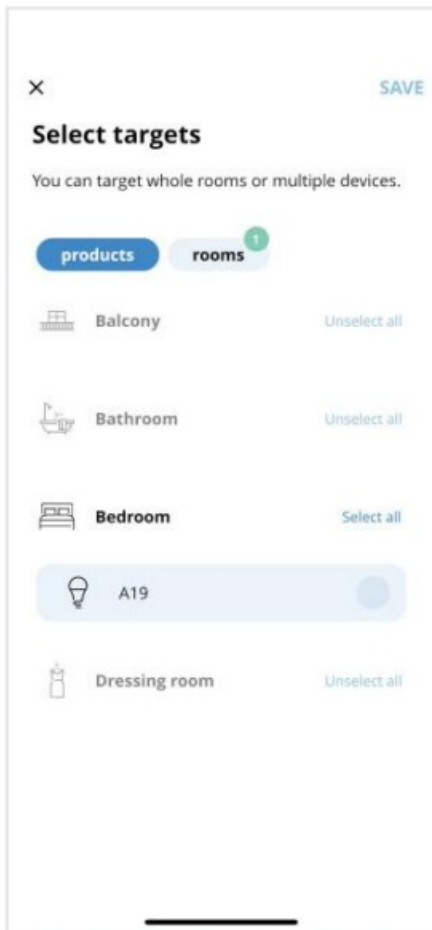 SAVE
Select targets
You can target whole rooms or multiple devices.
products rooms 1
Balcony Unselect all
Bathroom Unselect all
Bedroom Select all
A19
Dressing room Unselect all